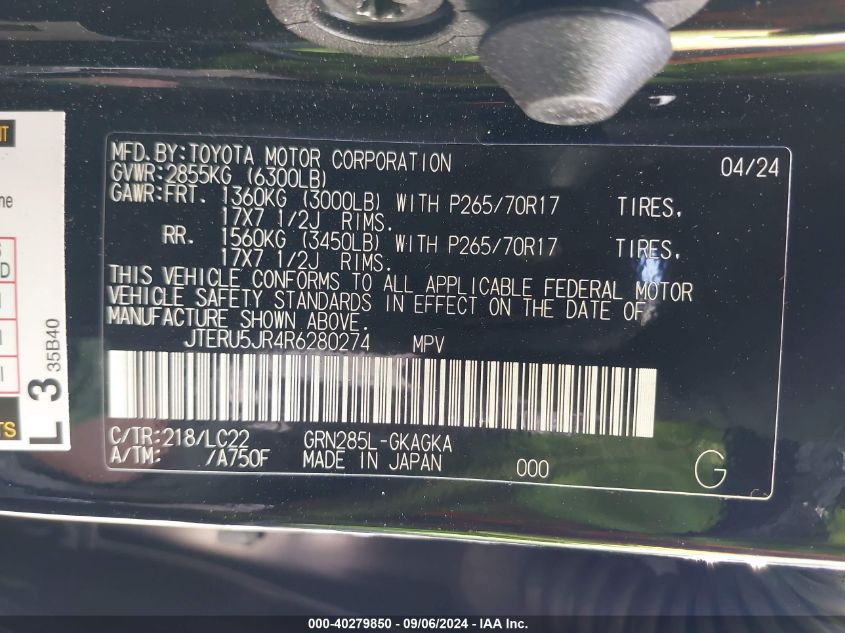 MFD.BY:TOYOTA MOTOR CORPORATION 04/24
GVWR:2855KG (6300LB)
GAWR:FRT. 1360KG (3000LB) WITH P265/70R17 TIRES,
17X7 1/2J RIMS.
RR. 1560KG (3450LB) WITH P265/70R17 TIRES,
17X7 1/2J RIMS.
THIS VEHICLE CONFORMS TO ALL APPLICABLE FEDERAL MOTOR
VEHICLE SAFETY STANDARDS IN EFFECT ON THE DATE OF
MANUFACTURE SHOWN ABOVE.
JTERU5JR4R6280274 MPV
C/TR:218/LC22 GRN285L-GKAGKA
A/TM: /A750F MADE IN JAPAN 000 G
L 3
35B40
000-40279850 - 09/06/2024 - IAA Inc.